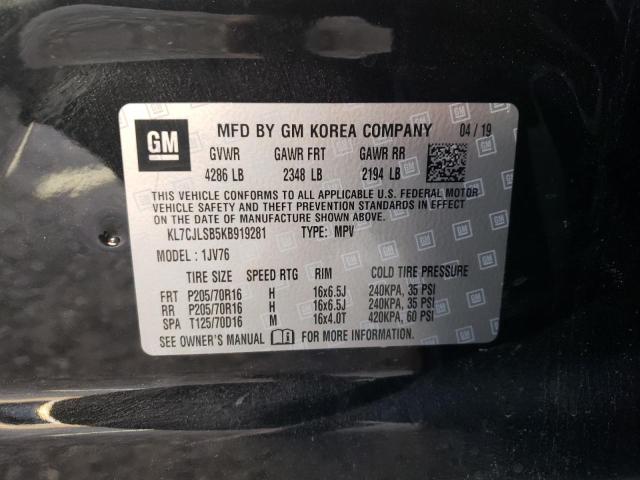 GM
MFD BY GM KOREA COMPANY 04 / 19
GVWR GAWR FRT GAWR RR
4286 LB 2348 LB 2194 LB
THIS VEHICLE CONFORMS TO ALL APPLICABLE U.S. FEDERAL MOTOR
VEHICLE SAFETY AND THEFT PREVENTION STANDARDS IN EFFECT
ON THE DATE OF MANUFACTURE SHOWN ABOVE.
KL7CJLSB5KB919281 TYPE: MPV
MODEL : 1JV76
TIRE SIZE SPEED RTG RIM COLD TIRE PRESSURE
FRT P205/70R16 H 16x6.5J 240KPA, 35 PSI
RR P205/70R16 H 16x6.5J 240KPA, 35 PSI
SPA T125/70D16 M 16x4.0T 420KPA, 60 PSI
SEE OWNER'S MANUAL FOR MORE INFORMATION